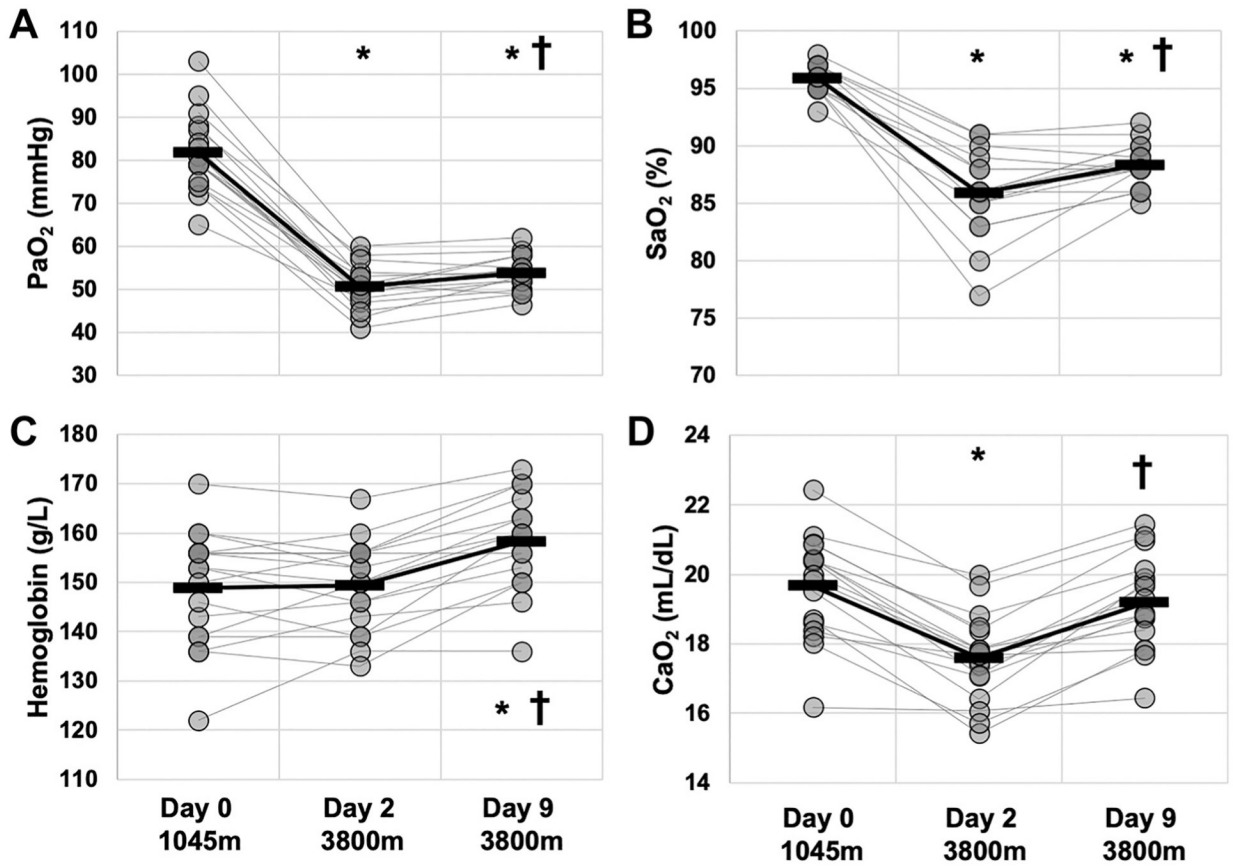 A
PaO2 (mmHg)
110
100
90
80
70
60
50
40
30
*
* †
B
SaO2 (%)
100
95
90
85
80
75
70
*
* †
C
Hemoglobin (g/L)
180
170
160
150
140
130
120
110
* †
Day 0
1045m
Day 2
3800m
Day 9
3800m
D
CaO2 (mL/dL)
24
22
20
18
16
14
*
†
Day 0
1045m
Day 2
3800m
Day 9
3800m